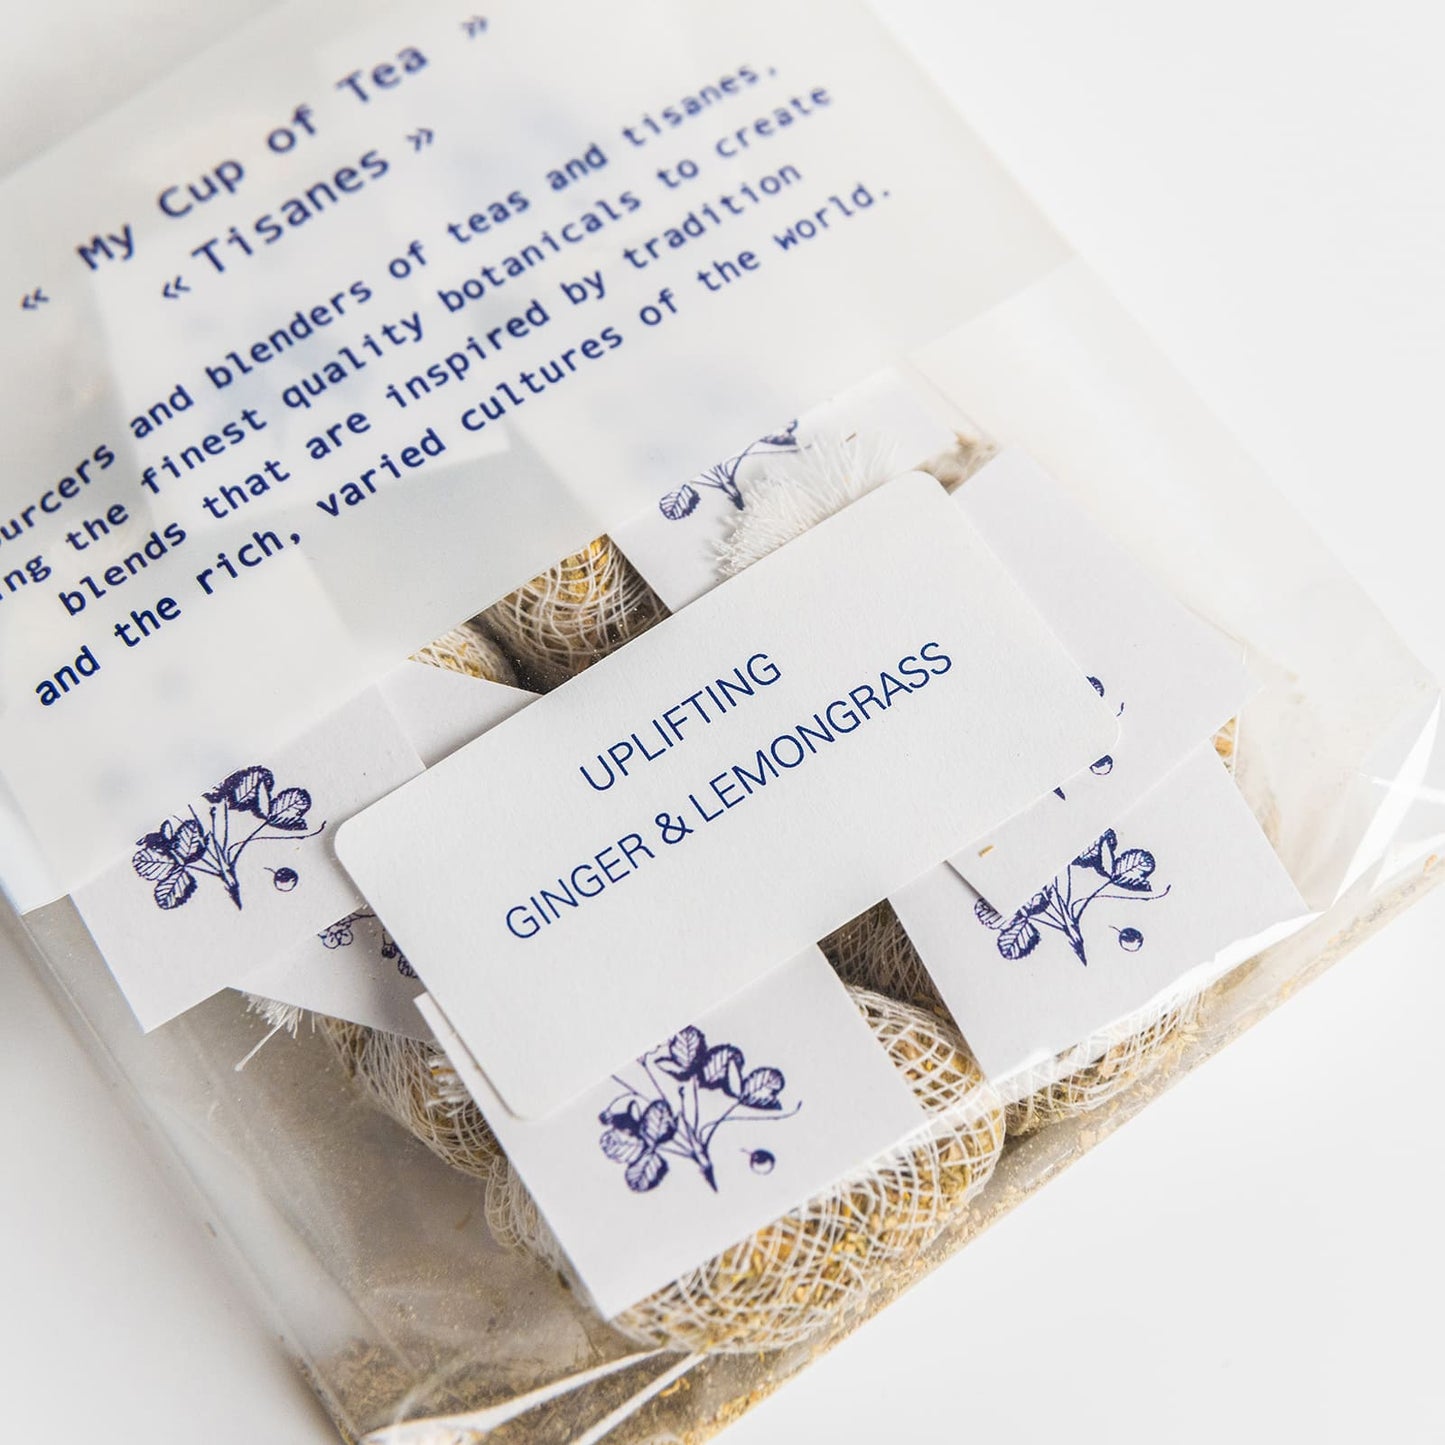 « My Cup of Tea »
« Tisanes »
ourcers and blenders of teas and tisanes,
ng the finest quality botanicals to create
blends that are inspired by tradition
and the rich, varied cultures of the world.
UPLIFTING
GINGER & LEMONGRASS